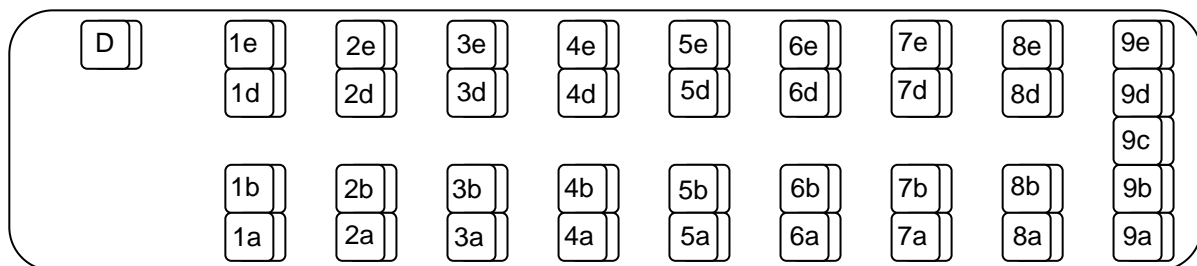 D 1e 2e 3e 4e 5e 6e 7e 8e 9e
1d 2d 3d 4d 5d 6d 7d 8d 9d
9c
1b 2b 3b 4b 5b 6b 7b 8b 9b
1a 2a 3a 4a 5a 6a 7a 8a 9a